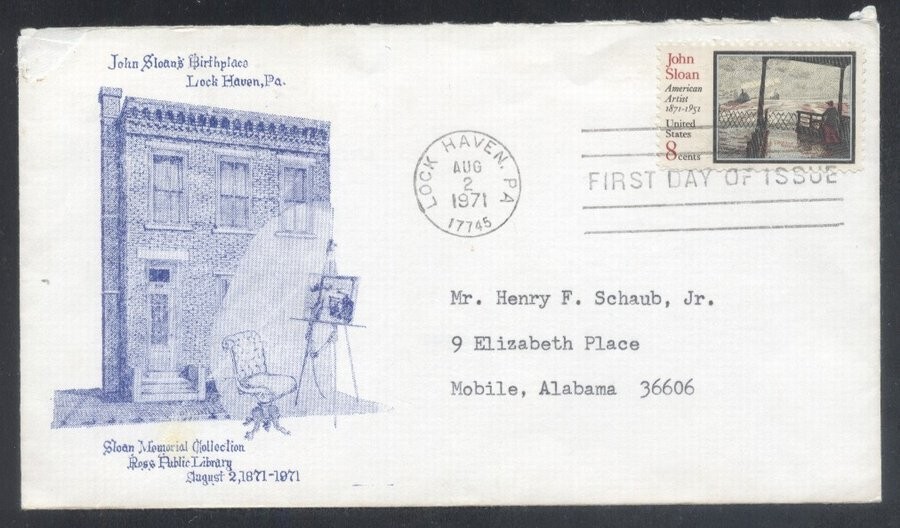 John Sloan's Birthplace
Lock Haven, Pa.
John
Sloan
American
Artist
1871-1951
United
States
8 cents
LOCK HAVEN, PA
AUG
2
1971
17745
FIRST DAY OF ISSUE
Mr. Henry F. Schaub, Jr.
9 Elizabeth Place
Mobile, Alabama 36606
Sloan Memorial Collection
Ross Public Library
August 2, 1871-1971